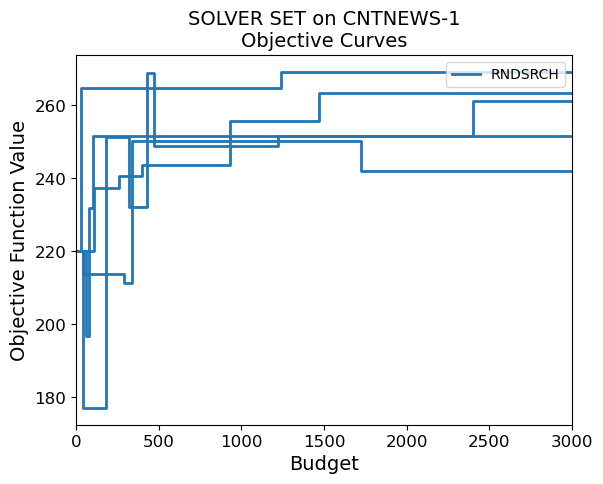 SOLVER SET on CNTNEWS-1
Objective Curves
RNDSRCH
Objective Function Value
260
240
220
200
180
0 500 1000 1500 2000 2500 3000
Budget